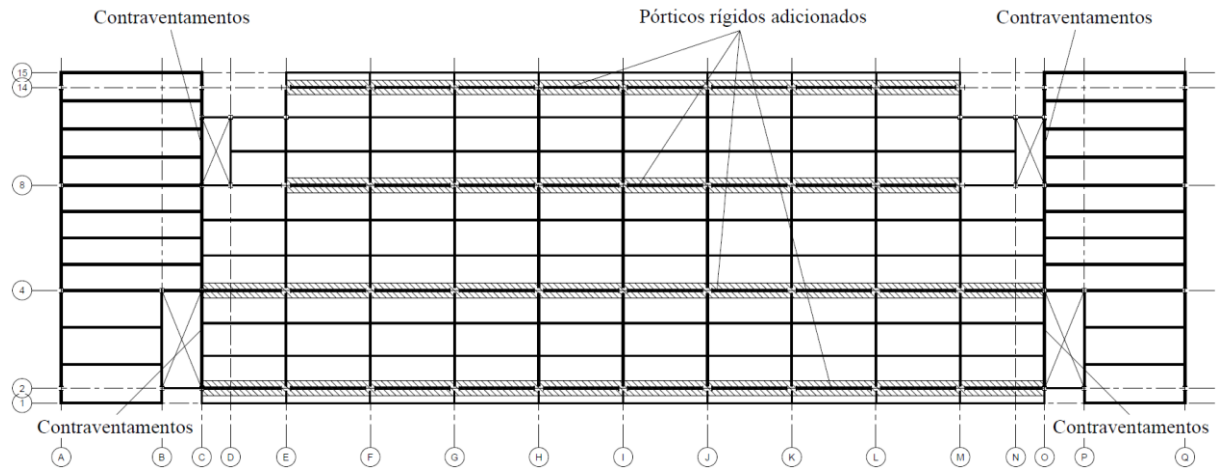 Contraventamentos
Pórticos rígidos adicionados
Contraventamentos
15
14
8
4
2
1
Contraventamentos
Contraventamentos
A
B
C
D
E
F
G
H
I
J
K
L
M
N
O
P
Q